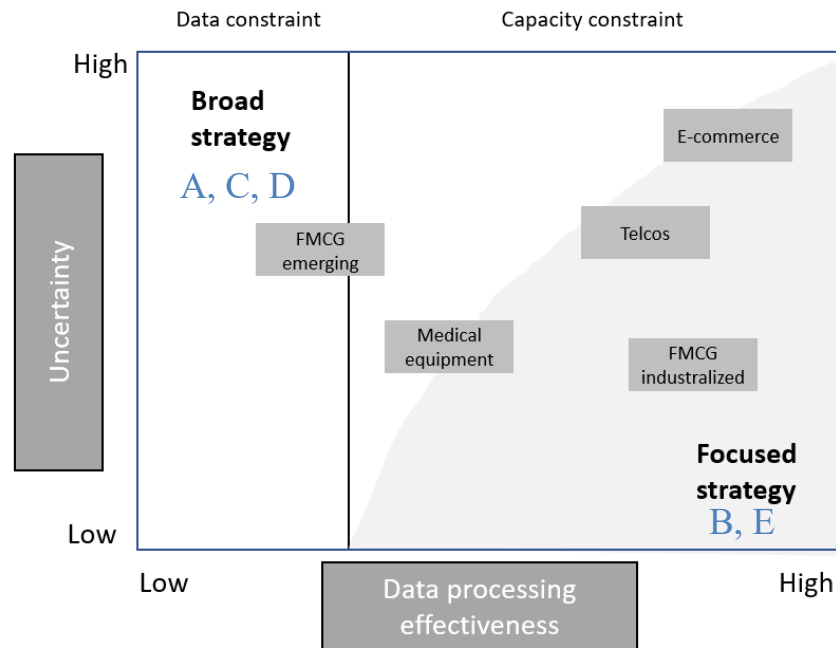 Data constraint
Capacity constraint
High
Broad
strategy
A, C, D
E-commerce
FMCG
emerging
Telcos
Uncertainty
Medical
equipment
FMCG
industralized
Focused
strategy
B, E
Low
Low
Data processing
effectiveness
High